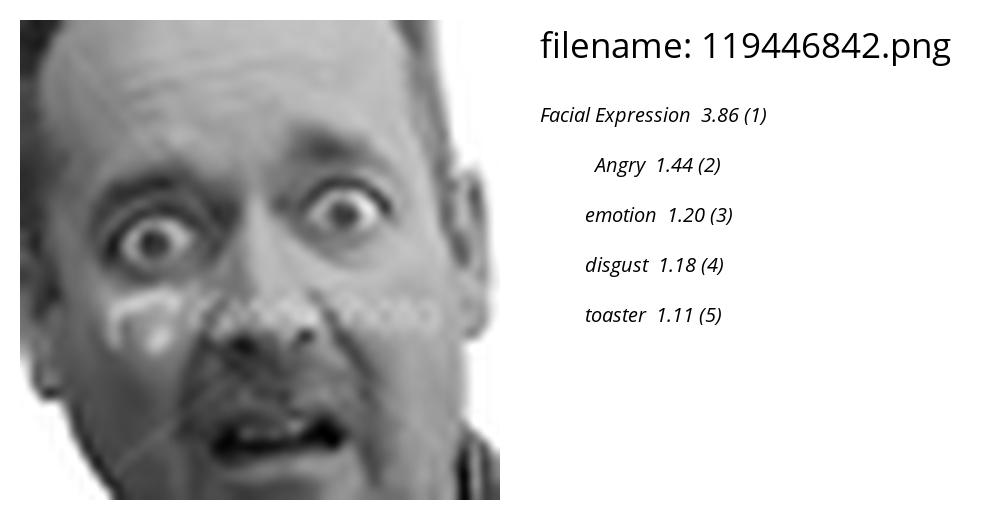 filename: 119446842.png
Facial Expression 3.86 (1)
Angry 1.44 (2)
emotion 1.20 (3)
disgust 1.18 (4)
toaster 1.11 (5)